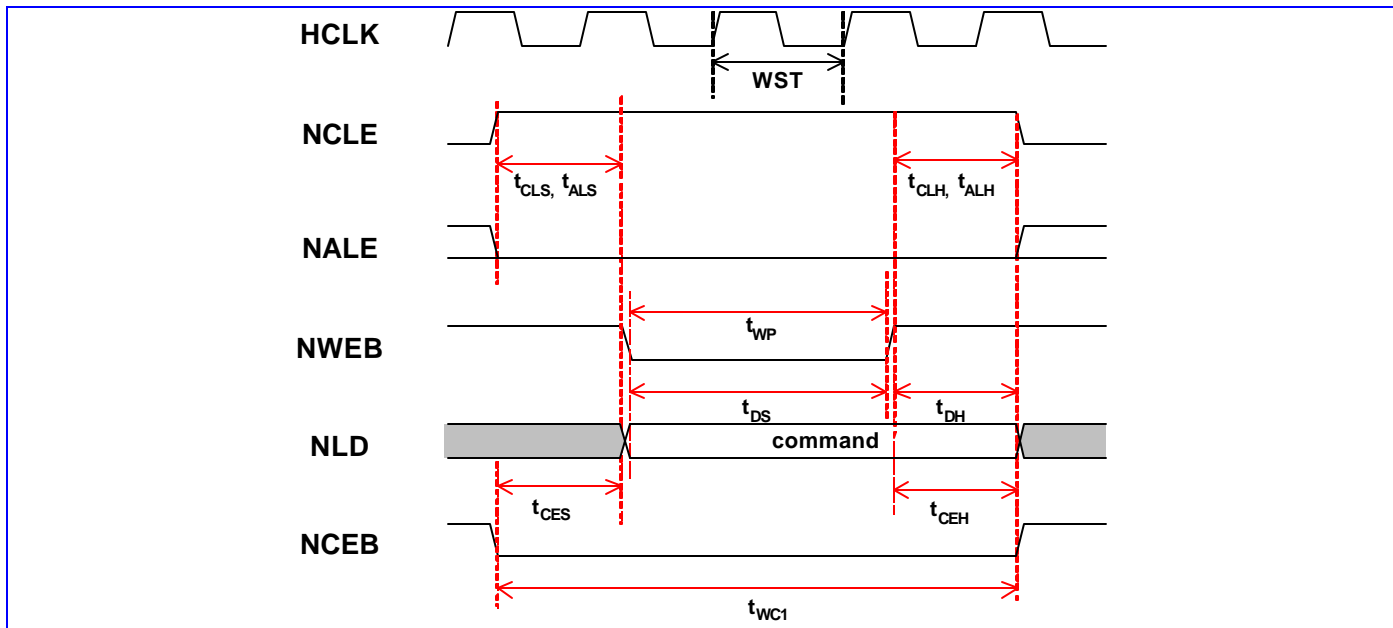 HCLK
WST
NCLE
tCLS, tALS
tCLH, tALH
NALE
tWP
NWEB
tDS
tDH
NLD
command
tCES
tCEH
NCEB
tWC1